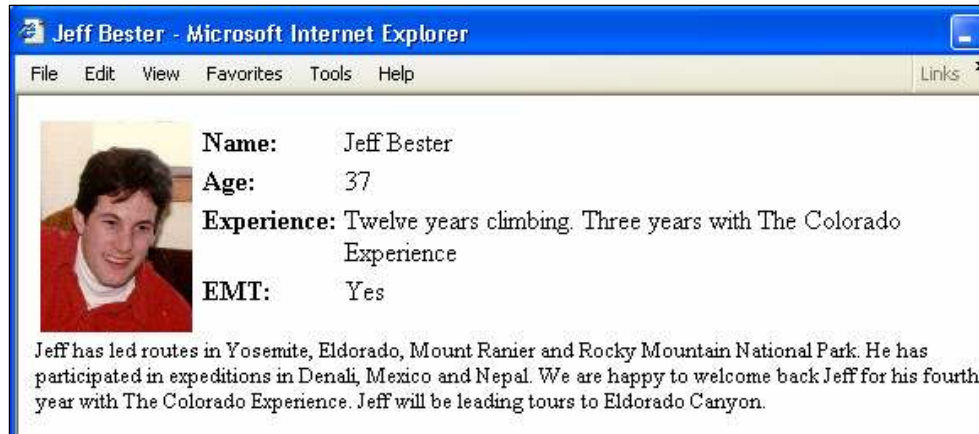 Jeff Bester - Microsoft Internet Explorer
File Edit View Favorites Tools Help Links
Name: Jeff Bester
Age: 37
Experience: Twelve years climbing. Three years with The Colorado
Experience
EMT: Yes
Jeff has led routes in Yosemite, Eldorado, Mount Ranier and Rocky Mountain National Park. He has
participated in expeditions in Denali, Mexico and Nepal. We are happy to welcome back Jeff for his fourth
year with The Colorado Experience. Jeff will be leading tours to Eldorado Canyon.